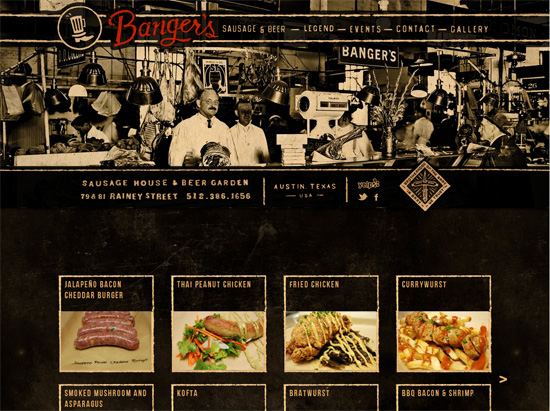 Banger's
SAUSAGE & BEER — LEGEND — EVENTS — CONTACT — GALLERY
BANGER'S
SAUSAGE HOUSE & BEER GARDEN
79 & 81 RAINEY STREET 512.386.1656
AUSTIN, TEXAS
USA
yelp
JALAPEÑO BACON
CHEDDAR BURGER
THAI PEANUT CHICKEN
FRIED CHICKEN
CURRYWURST
>
SMOKED MUSHROOM AND
ASPARAGUS
KOFTA
BRATWURST
BBQ BACON & SHRIMP